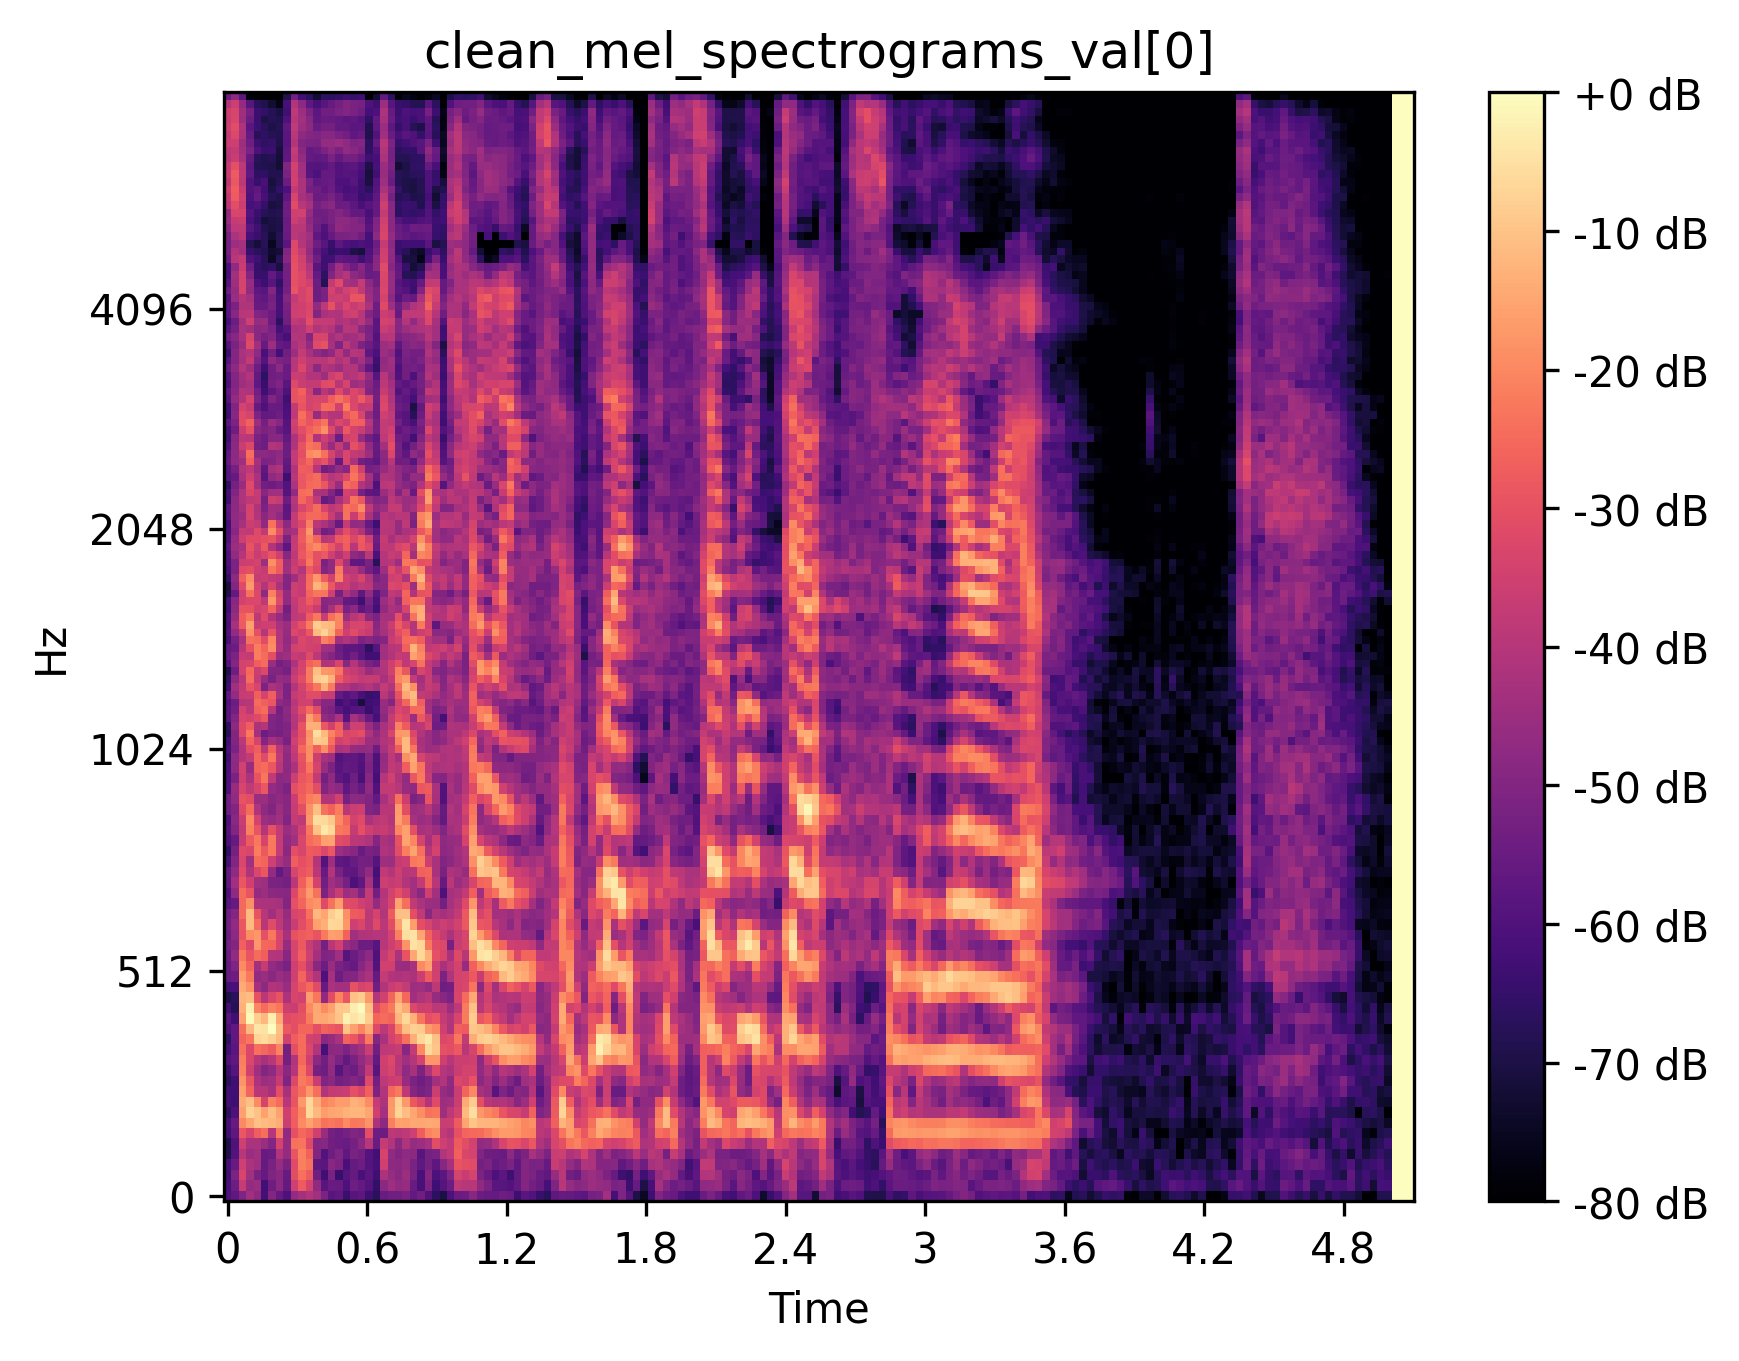 clean_mel_spectrograms_val[0]
Hz
4096
2048
1024
512
0
0 0.6 1.2 1.8 2.4 3 3.6 4.2 4.8
Time
+0 dB
-10 dB
-20 dB
-30 dB
-40 dB
-50 dB
-60 dB
-70 dB
-80 dB